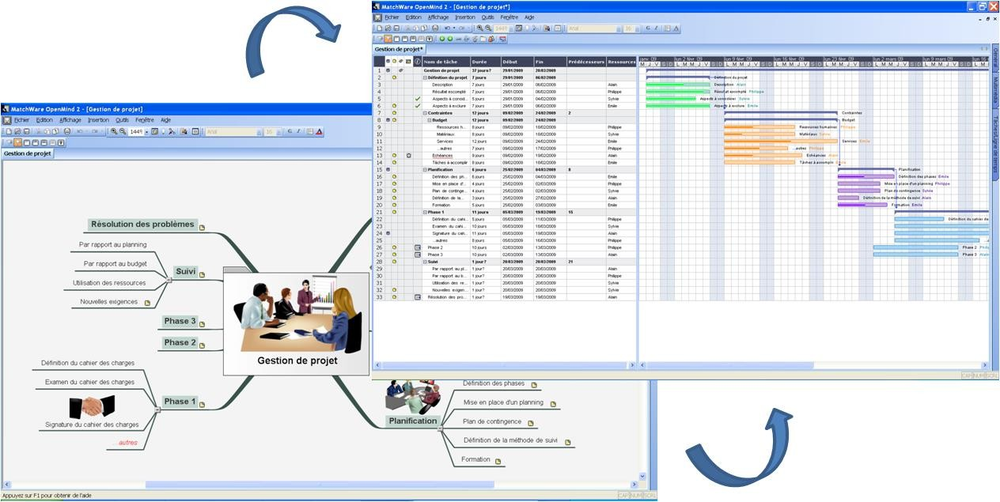 MatchWare OpenMind 2 - [Gestion de projet*]
Fichier Edition Affichage Insertion Outils Fenêtre Aide
144% Arial 16 G I A
Gestion de projet*
Nom de tâche Durée Début Fin Prédécesseurs Ressources
janv. 09 lun 2 févr. 09 lun 9 févr. 09 lun 16 févr. 09 lun 23 févr. 09 lun 2 mars 09 lun 9 mars 09 lun 16 m
1 Gestion de projet 37 jours? 29/01/2009 20/03/2009
2 Définition du projet 7 jours 29/01/2009 06/02/2009 Définition du projet
3 Description 7 jours 29/01/2009 06/02/2009 Alain Description Alain
4 Résultat escompté 7 jours 29/01/2009 06/02/2009 Philippe Résultat escompté Philippe
5 Aspects à consid... 5 jours 29/01/2009 04/02/2009 Sylvie Aspects à considérer Sylvie
6 Aspects à exclure 7 jours 29/01/2009 06/02/2009 Emile Aspects à exclure Emile
7 Contraintes 12 jours 09/02/2009 24/02/2009 2 Contraintes
8 Budget 12 jours 09/02/2009 24/02/2009 Budget
9 Ressources h... 8 jours 09/02/2009 18/02/2009 Philippe Ressources humaines Philippe
10 Matériaux 8 jours 09/02/2009 18/02/2009 Sylvie Matériaux Sylvie
11 Services 12 jours 09/02/2009 24/02/2009 Emile Services Emile
12 ...autres 7 jours 09/02/2009 17/02/2009 Philippe ...autres Philippe
13 Echéances 9 jours 09/02/2009 19/02/2009 Alain Echéances Alain
14 Tâches à accomplir 8 jours 09/02/2009 18/02/2009 Emile Tâches à accomplir
15 Planification 6 jours 25/02/2009 04/03/2009 8 Planification
16 Définition des ph... 6 jours 25/02/2009 04/03/2009 Emile Définition des phases Emile
17 Mise en place d'... 4 jours 25/02/2009 02/03/2009 Philippe Mise en place d'un planning Philippe
18 Plan de continge... 4 jours 25/02/2009 02/03/2009 Sylvie Plan de contingence Sylvie
19 Définition de la... 3 jours 25/02/2009 27/02/2009 Alain Définition de la méthode de suivi Alain
20 Formation 5 jours 25/02/2009 03/03/2009 Emile Formation Emile
21 Phase 1 11 jours 05/03/2009 19/03/2009 15
22 Définition du cahi... 5 jours 05/03/2009 11/03/2009 Philippe Définition du cahier de
23 Examen du cahi... 10 jours 05/03/2009 18/03/2009 Sylvie
24 Signature du cah... 11 jours 05/03/2009 19/03/2009 Alain
25 ...autres 8 jours 05/03/2009 16/03/2009 Philippe
26 Phase 2 10 jours 02/03/2009 13/03/2009 Philippe Phase 2
27 Phase 3 10 jours 02/03/2009 13/03/2009 Alain Phase 3
28 Suivi 1 jour? 20/03/2009 20/03/2009 21
29 Par rapport au pl... 1 jour? 20/03/2009 20/03/2009 Alain
30 Par rapport au b... 1 jour? 20/03/2009 20/03/2009 Philippe
31 Utilisation des re... 1 jour? 20/03/2009 20/03/2009 Sylvie
32 Nouvelles exigen... 1 jour? 20/03/2009 20/03/2009 Emile
33 Résolution des pro... 1 jour? 19/03/2009 19/03/2009 Alain
Général
Multimédia
Tâches/Ligne de temps
CAP NUM SCRL
MatchWare OpenMind 2 - [Gestion de projet]
Fichier Edition Affichage Insertion Outils Fenêtre Aide
144% Arial 16 G I A
Gestion de projet
Résolution des problèmes
Par rapport au planning
Par rapport au budget
Suivi
Utilisation des ressources
Nouvelles exigences
Phase 3
Phase 2
Gestion de projet
Définition du cahier des charges
Examen du cahier des charges
Phase 1
Signature du cahier des charges
...autres
Définition des phases
Mise en place d'un planning
Planification
Plan de contingence
Définition de la méthode de suivi
Formation
Appuyez sur F1 pour obtenir de l'aide
CAP NUM SCRL